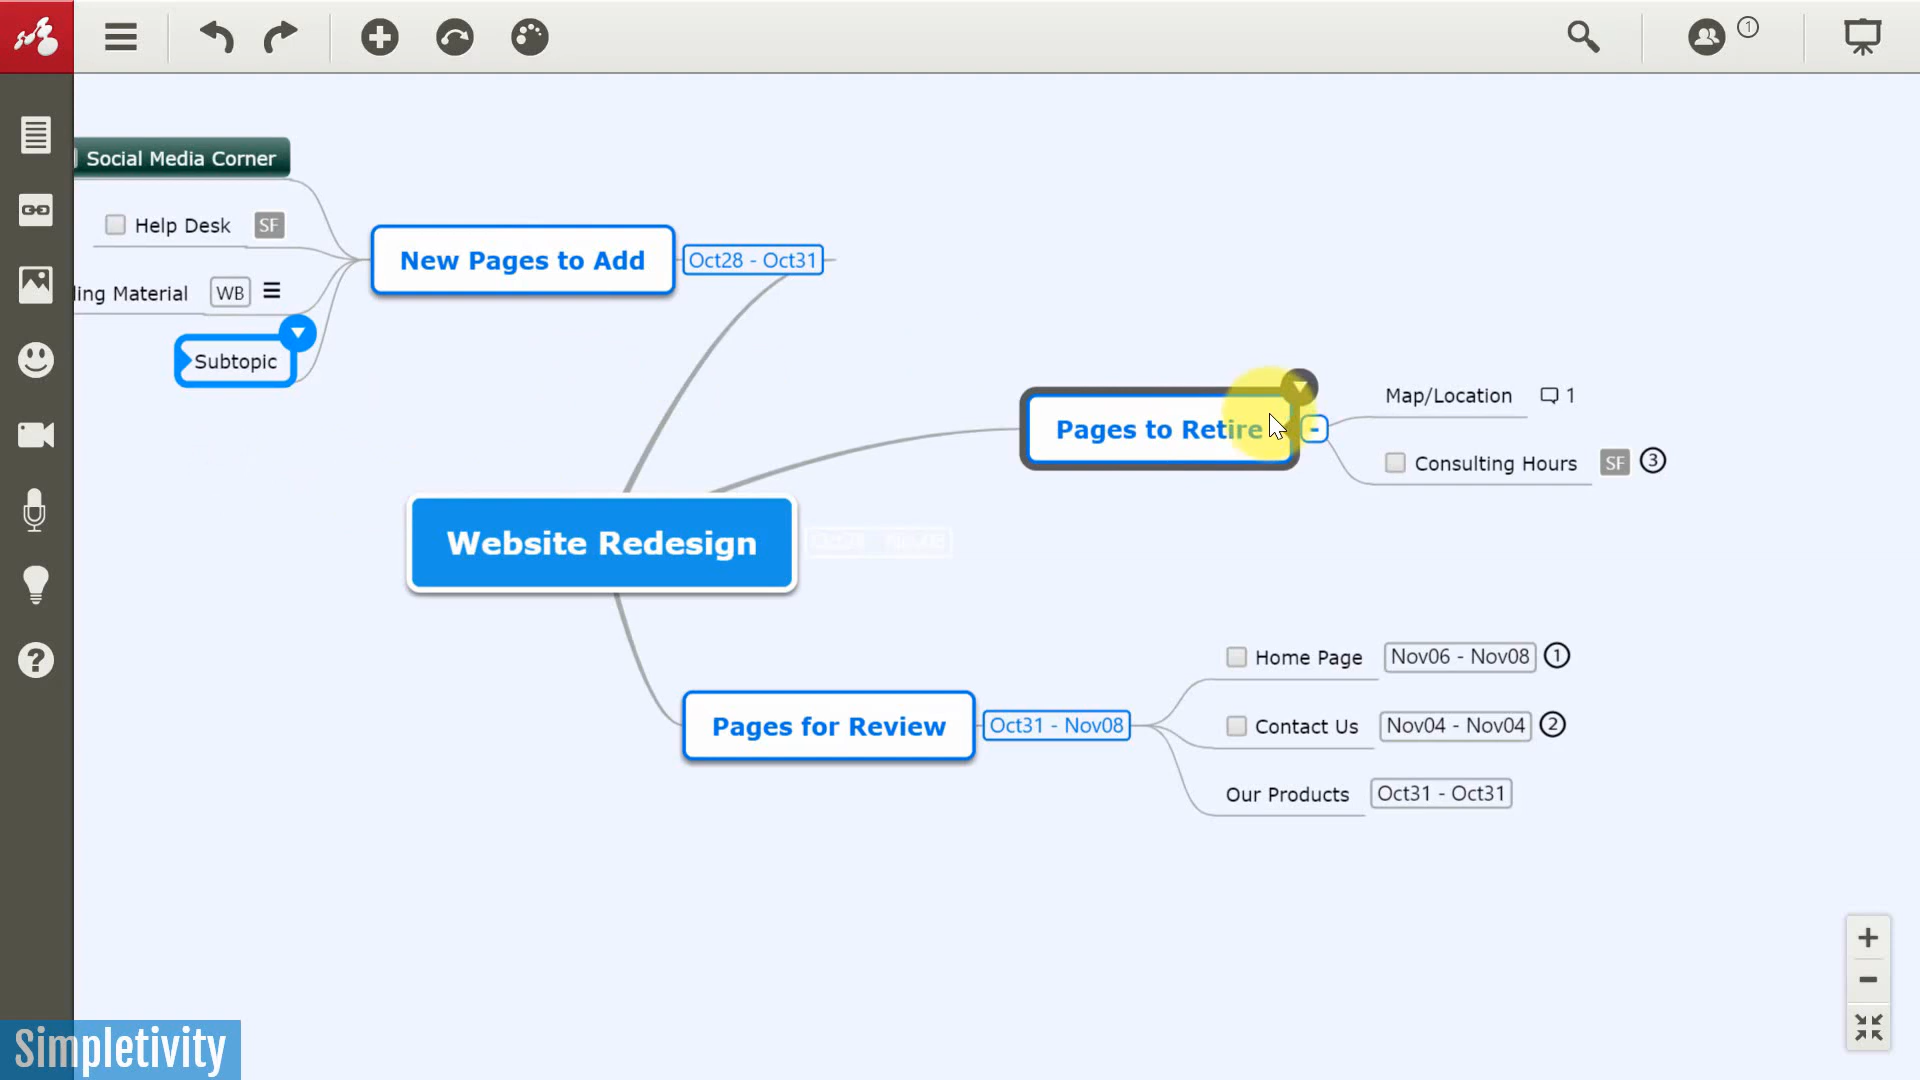 1
Social Media Corner
Help Desk SF
New Pages to Add Oct28 - Oct31
ling Material WB
Subtopic
Map/Location 1
Pages to Retire -
Consulting Hours SF 3
Website Redesign
Home Page Nov06 - Nov08 1
Pages for Review Oct31 - Nov08
Contact Us Nov04 - Nov04 2
Our Products Oct31 - Oct31
Simpletivity